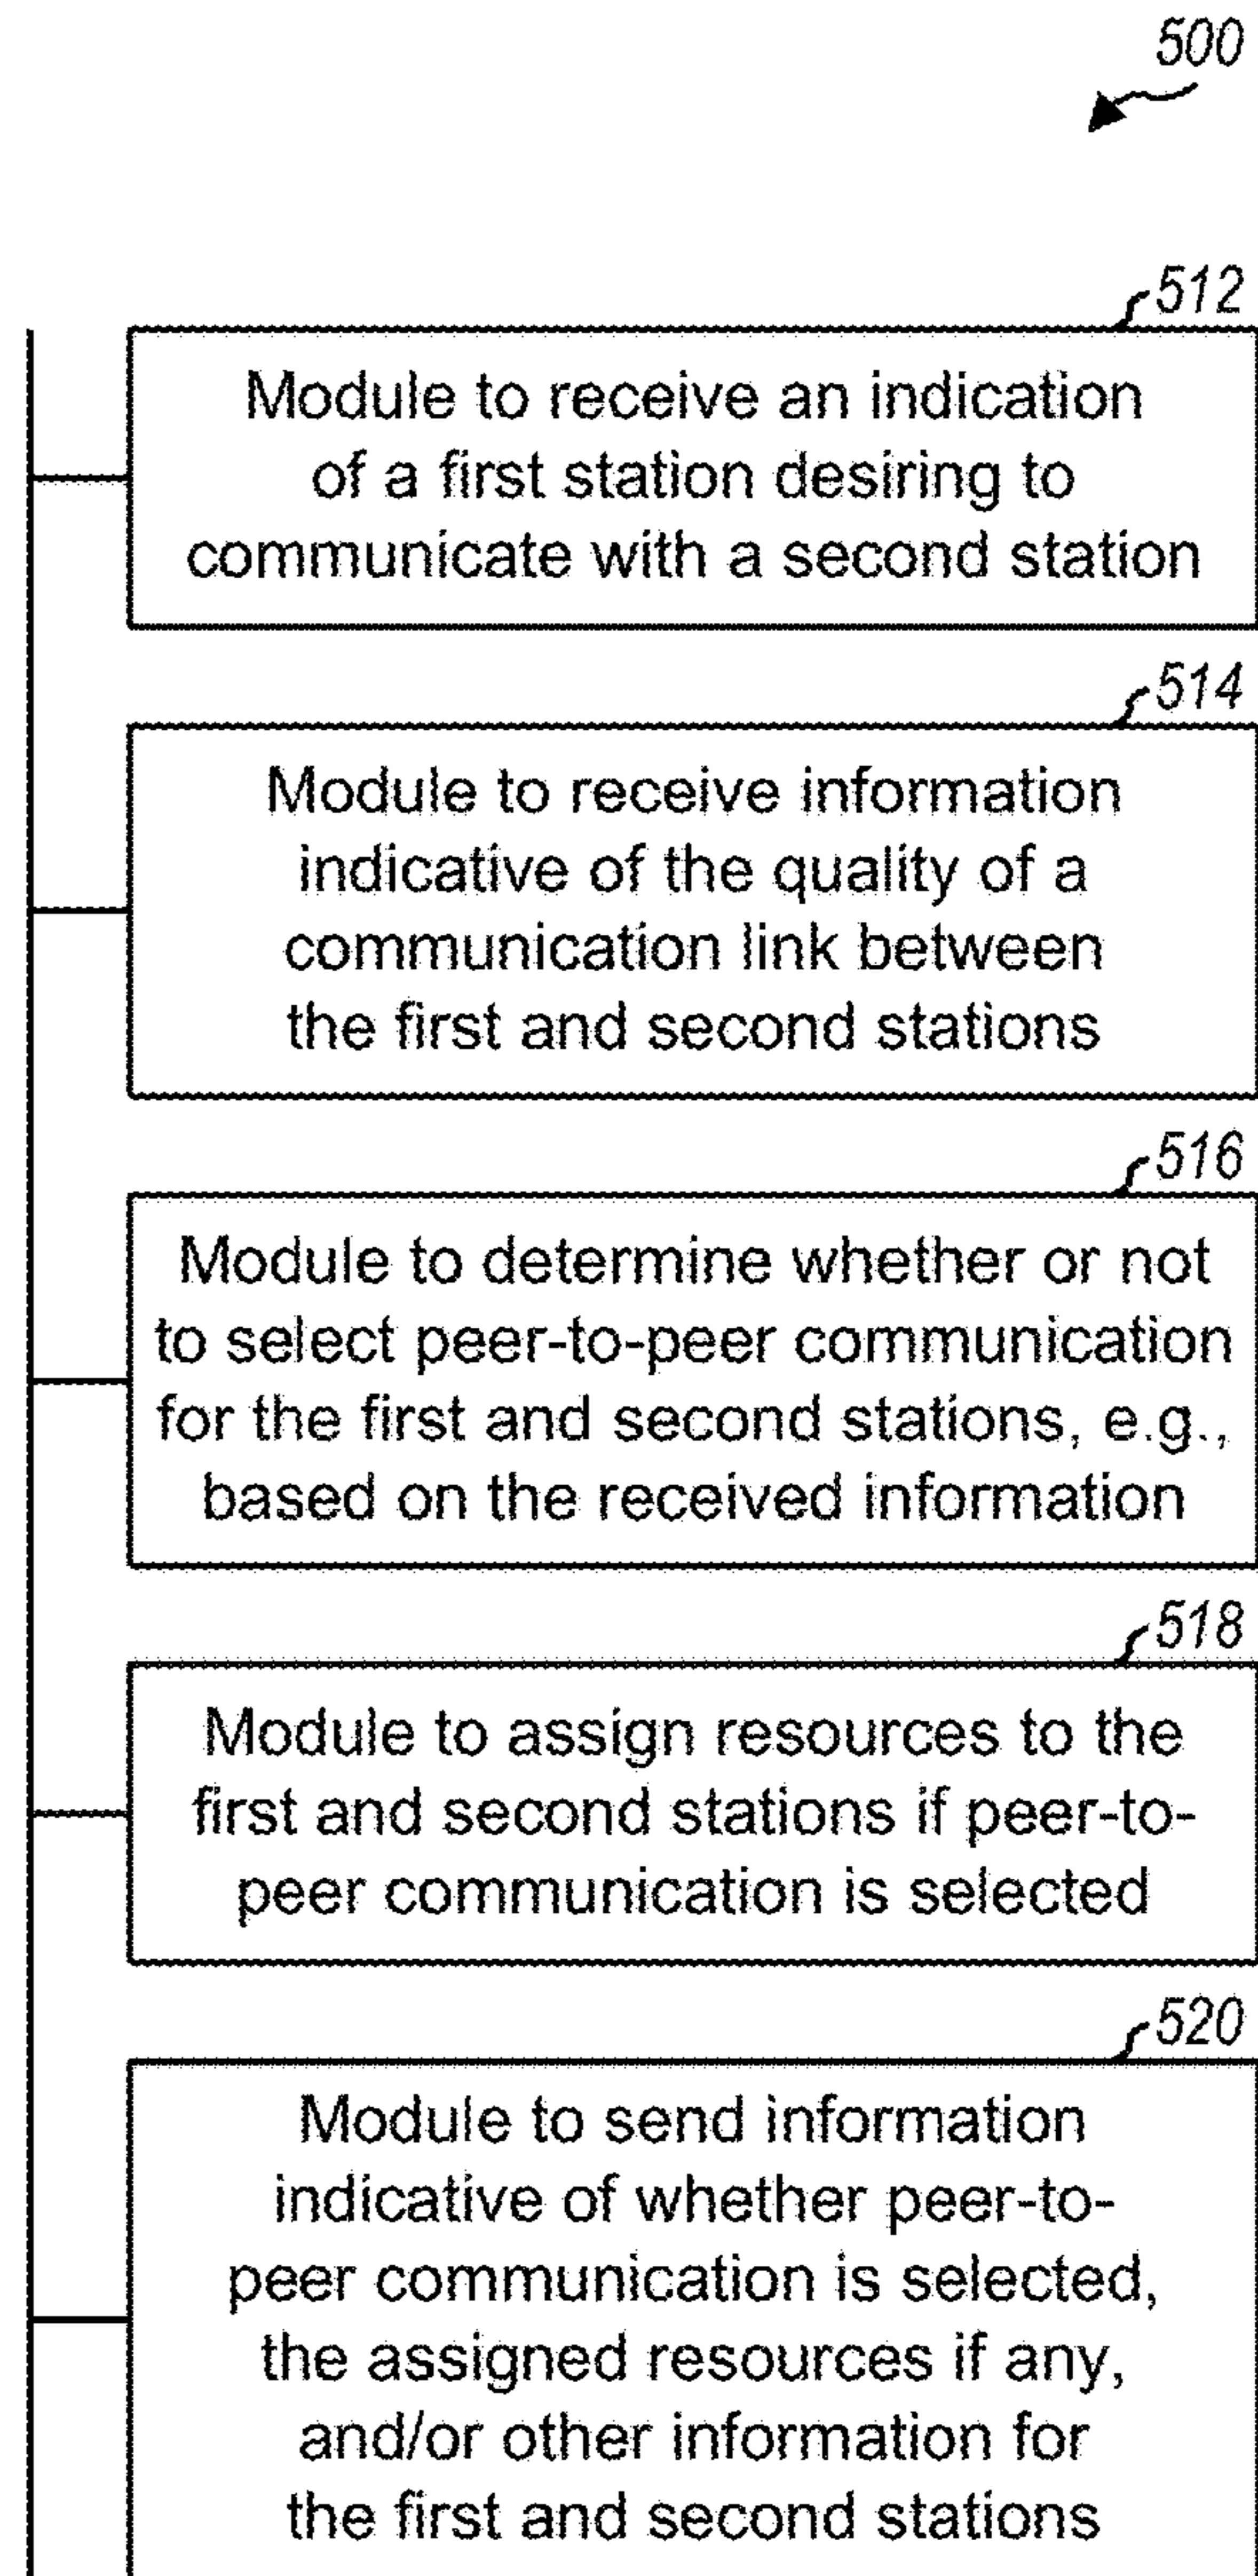 500
512
Module to receive an indication
of a first station desiring to
communicate with a second station
514
Module to receive information
indicative of the quality of a
communication link between
the first and second stations
516
Module to determine whether or not
to select peer-to-peer communication
for the first and second stations, e.g.,
based on the received information
518
Module to assign resources to the
first and second stations if peer-to-
peer communication is selected
520
Module to send information
indicative of whether peer-to-
peer communication is selected,
the assigned resources if any,
and/or other information for
the first and second stations